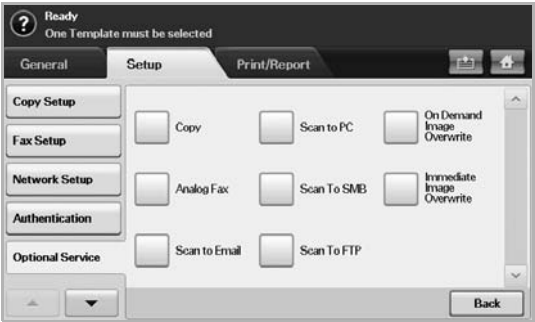 ?
Ready
One Template must be selected
General
Setup
Print/Report
Copy Setup
Fax Setup
Network Setup
Authentication
Optional Service
Copy
Scan to PC
On Demand
Image
Overwrite
Analog Fax
Scan To SMB
Immediate
Image
Overwrite
Scan to Email
Scan To FTP
Back